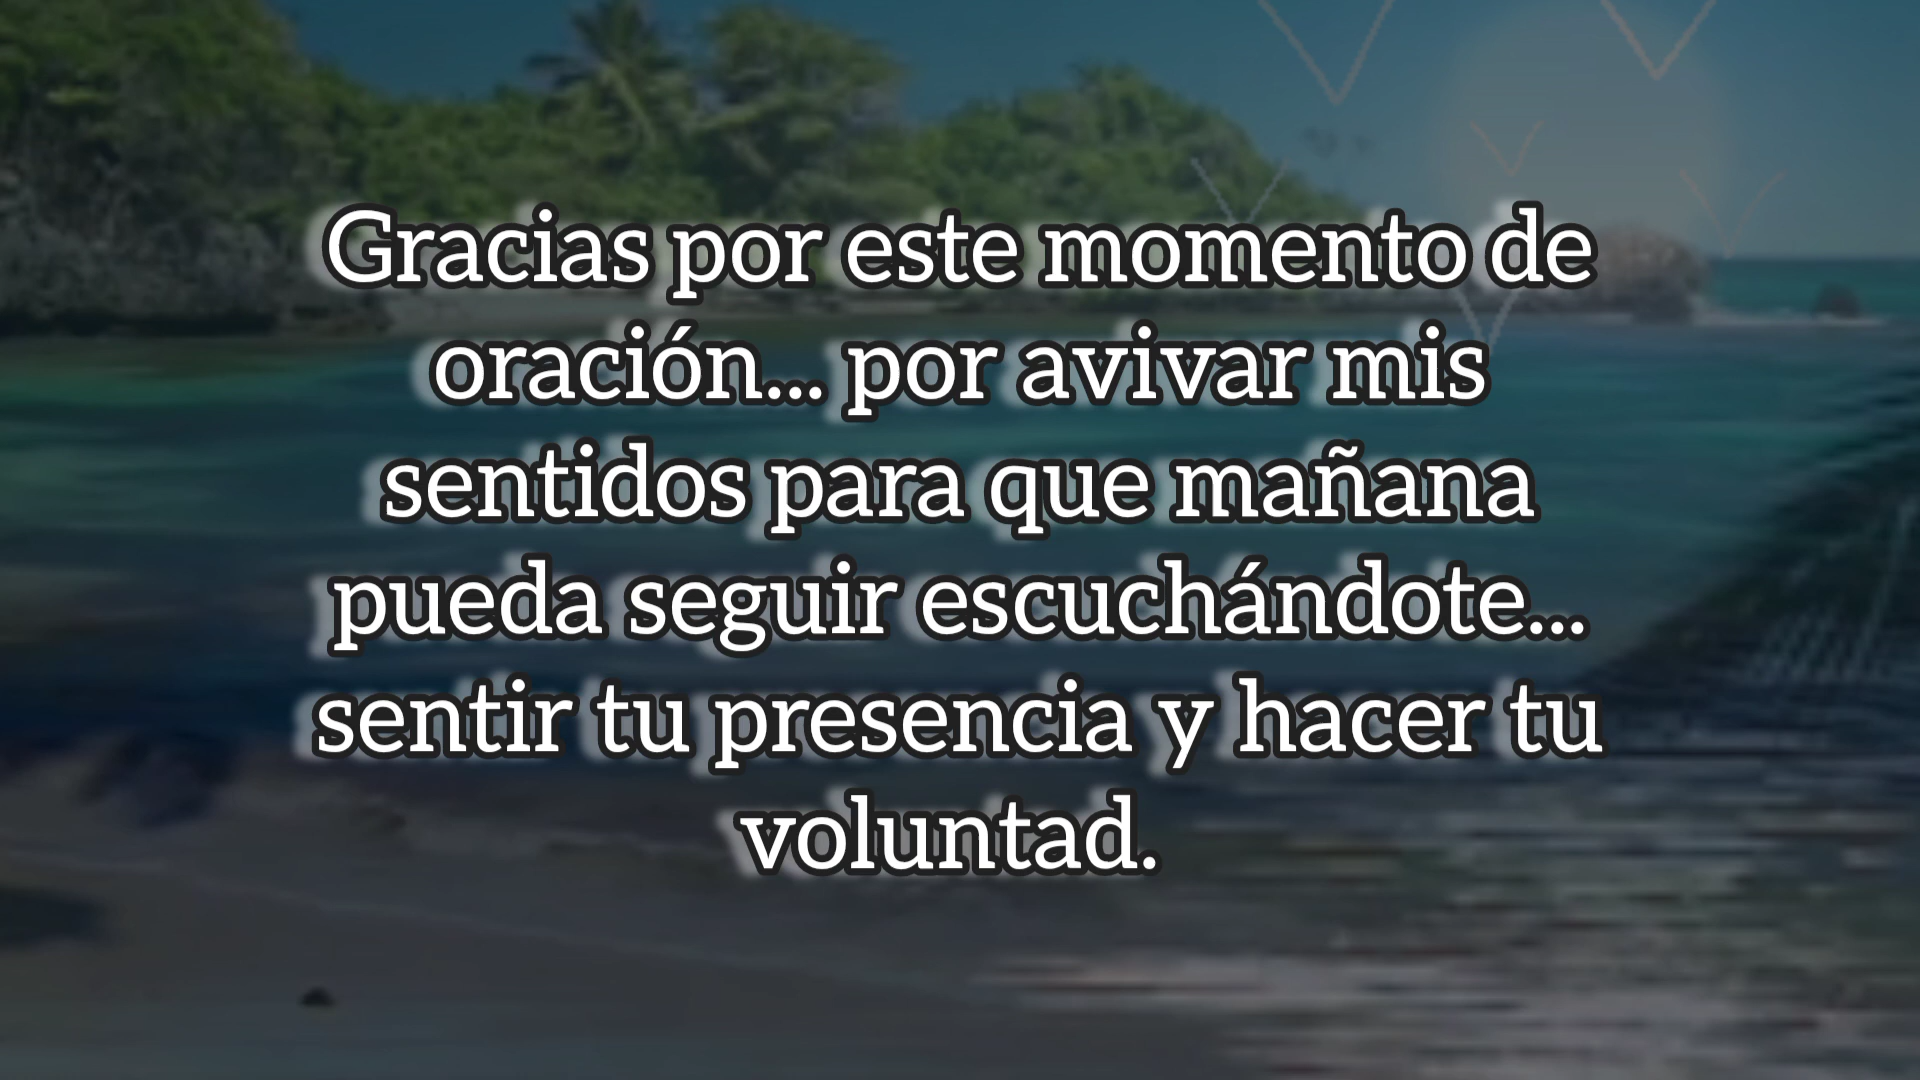 Gracias por este momento de
oración... por avivar mis
sentidos para que mañana
pueda seguir escuchándote...
sentir tu presencia y hacer tu
voluntad.